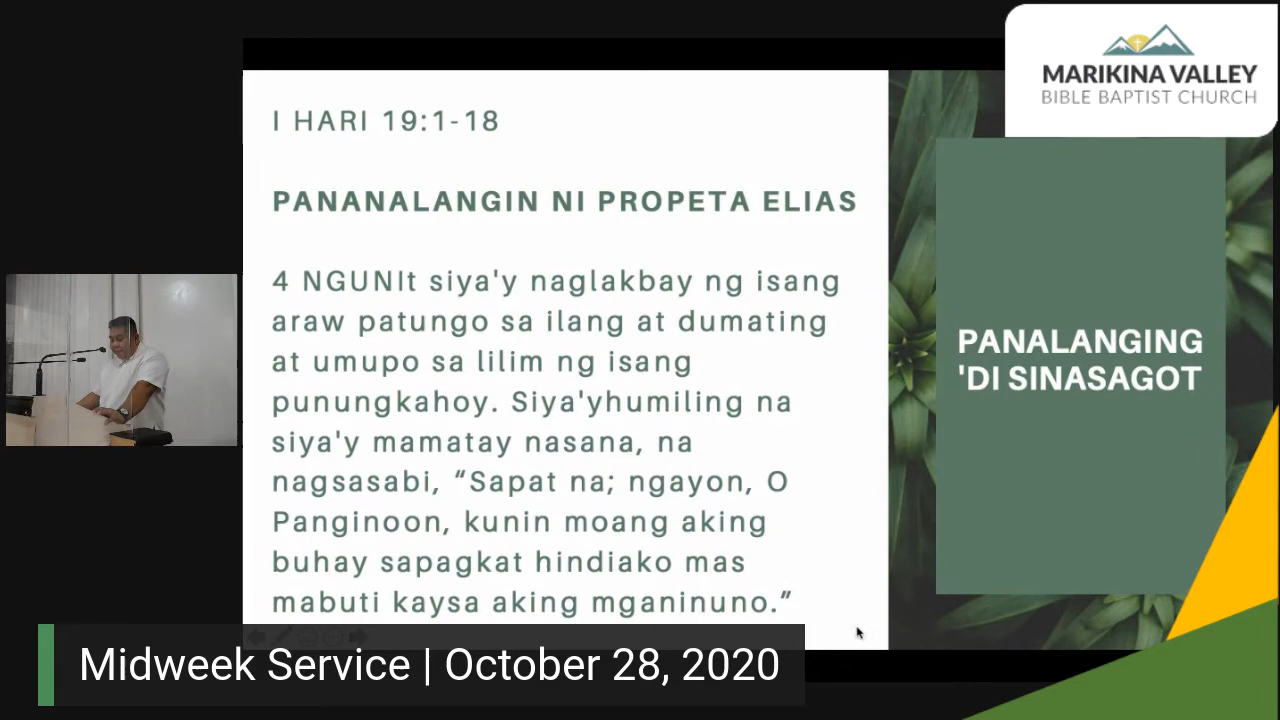 MARIKINA VALLEY
BIBLE BAPTIST CHURCH
I HARI 19:1-18
PANANALANGIN NI PROPETA ELIAS
4 NGUNIt siya'y naglakbay ng isang
araw patungo sa ilang at dumating
at umupo sa lilim ng isang
punungkahoy. Siya'yhumiling na
siya'y mamatay nasana, na
nagsasabi, “Sapat na; ngayon, O
Panginoon, kunin moang aking
buhay sapagkat hindiako mas
mabuti kaysa aking mganinuno.”
PANALANGING
'DI SINASAGOT
Midweek Service | October 28, 2020